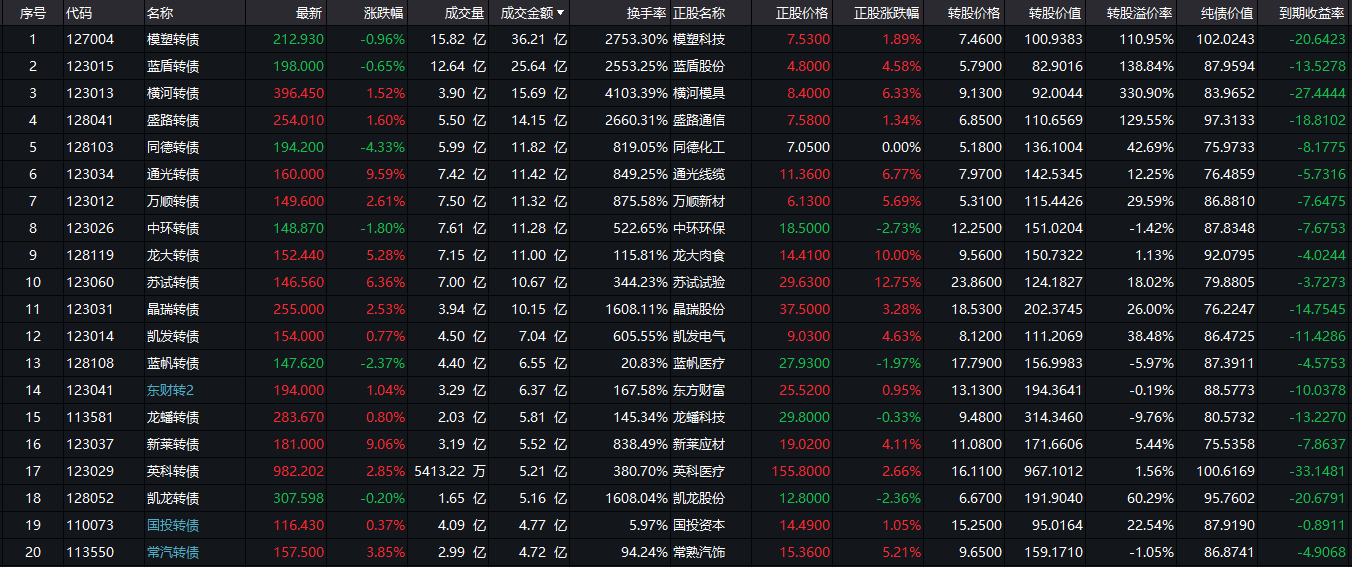 序号 代码 名称 最新 涨跌幅 成交量 成交金额▼ 换手率 正股名称 正股价格 正股涨跌幅 转股价格 转股价值 转股溢价率 纯债价值 到期收益率
1 127004 模塑转债 212.930 -0.96% 15.82 亿 36.21 亿 2753.30% 模塑科技 7.5300 1.89% 7.4600 100.9383 110.95% 102.0243 -20.6423
2 123015 蓝盾转债 198.000 -0.65% 12.64 亿 25.64 亿 2553.25% 蓝盾股份 4.8000 4.58% 5.7900 82.9016 138.84% 87.9594 -13.5278
3 123013 横河转债 396.450 1.52% 3.90 亿 15.69 亿 4103.39% 横河模具 8.4000 6.33% 9.1300 92.0044 330.90% 83.9652 -27.4444
4 128041 盛路转债 254.010 1.60% 5.50 亿 14.15 亿 2660.31% 盛路通信 7.5800 1.34% 6.8500 110.6569 129.55% 97.3133 -18.8102
5 128103 同德转债 194.200 -4.33% 5.99 亿 11.82 亿 819.05% 同德化工 7.0500 0.00% 5.1800 136.1004 42.69% 75.9733 -8.1775
6 123034 通光转债 160.000 9.59% 7.42 亿 11.42 亿 849.25% 通光线缆 11.3600 6.77% 7.9700 142.5345 12.25% 76.4859 -5.7316
7 123012 万顺转债 149.600 2.61% 7.50 亿 11.32 亿 875.58% 万顺新材 6.1300 5.69% 5.3100 115.4426 29.59% 86.8810 -7.6475
8 123026 中环转债 148.870 -1.80% 7.61 亿 11.28 亿 522.65% 中环环保 18.5000 -2.73% 12.2500 151.0204 -1.42% 87.8348 -7.6753
9 128119 龙大转债 152.440 5.28% 7.15 亿 11.00 亿 115.81% 龙大肉食 14.4100 10.00% 9.5600 150.7322 1.13% 92.0795 -4.0244
10 123060 苏试转债 146.560 6.36% 7.00 亿 10.67 亿 344.23% 苏试试验 29.6300 12.75% 23.8600 124.1827 18.02% 79.8805 -3.7273
11 123031 晶瑞转债 255.000 2.53% 3.94 亿 10.15 亿 1608.11% 晶瑞股份 37.5000 3.28% 18.5300 202.3745 26.00% 76.2247 -14.7545
12 123014 凯发转债 154.000 0.77% 4.50 亿 7.04 亿 605.55% 凯发电气 9.0300 4.63% 8.1200 111.2069 38.48% 86.4725 -11.4286
13 128108 蓝帆转债 147.620 -2.37% 4.40 亿 6.55 亿 20.83% 蓝帆医疗 27.9300 -1.97% 17.7900 156.9983 -5.97% 87.3911 -4.5753
14 123041 东财转2 194.000 1.04% 3.29 亿 6.37 亿 167.58% 东方财富 25.5200 0.95% 13.1300 194.3641 -0.19% 88.5773 -10.0378
15 113581 龙蟠转债 283.670 0.80% 2.03 亿 5.81 亿 145.34% 龙蟠科技 29.8000 -0.33% 9.4800 314.3460 -9.76% 80.5732 -13.2270
16 123037 新莱转债 181.000 9.06% 3.19 亿 5.52 亿 838.49% 新莱应材 19.0200 4.11% 11.0800 171.6606 5.44% 75.5358 -7.8637
17 123029 英科转债 982.202 2.85% 5413.22 万 5.21 亿 380.70% 英科医疗 155.8000 2.66% 16.1100 967.1012 1.56% 100.6169 -33.1481
18 128052 凯龙转债 307.598 -0.20% 1.65 亿 5.16 亿 1608.04% 凯龙股份 12.8000 -2.36% 6.6700 191.9040 60.29% 95.7602 -20.6791
19 110073 国投转债 116.430 0.37% 4.09 亿 4.77 亿 5.97% 国投资本 14.4900 1.05% 15.2500 95.0164 22.54% 87.9190 -0.8911
20 113550 常汽转债 157.500 3.85% 2.99 亿 4.72 亿 94.24% 常熟汽饰 15.3600 5.21% 9.6500 159.1710 -1.05% 86.8741 -4.9068